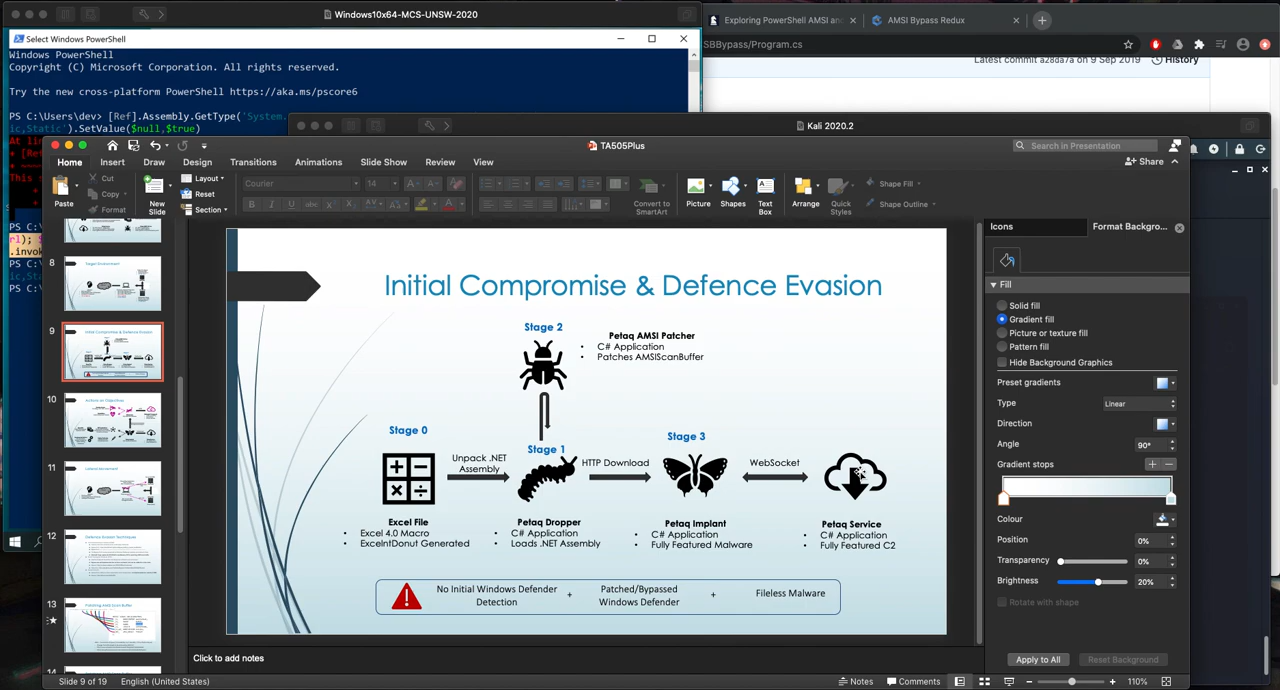 Windows10x64-MCS-UNSW-2020
Exploring PowerShell AMSI an
AMSI Bypass Redux
Select Windows PowerShell
SBBypass/Program.cs
Windows PowerShell
Copyright (C) Microsoft Corporation. All rights reserved.
Latest commit a28da7a on 9 Sep 2019
History
Try the new cross-platform PowerShell https://aka.ms/pscore6
PS C:\Users\dev> [Ref].Assembly.GetType('System.
ic,Static').SetValue($null,$true)
Kali 2020.2
TA505Plus
Search in Presentation
Home Insert Draw Design Transitions Animations Slide Show Review View
Share
Paste
Cut
Copy
Format
New Slide
Layout
Reset
Section
Courier
14
Convert to SmartArt
Picture
Shapes
Text Box
Arrange
Quick Styles
Shape Fill
Shape Outline
8
9
10
11
12
13
14
Initial Compromise & Defence Evasion
Stage 2
Petaq AMSI Patcher
• C# Application
• Patches AMSIScanBuffer
Stage 0
Stage 1
Stage 3
Unpack .NET
Assembly
HTTP Download
WebSocket
Excel File
• Excel 4.0 Macro
• ExceIntDonut Generated
Petaq Dropper
• C# Application
• Loads .NET Assembly
Petaq Implant
• C# Application
• Fully Featured Malware
Petaq Service
• C# Application
• Fully Featured C2
No Initial Windows Defender
Detection
+
Patched/Bypassed
Windows Defender
+
Fileless Malware
Icons
Format Backgro...
Fill
Solid fill
Gradient fill
Picture or texture fill
Pattern fill
Hide Background Graphics
Preset gradients
Type Linear
Direction
Angle 90°
Gradient stops
Colour
Position 0%
Transparency 0%
Brightness 20%
Rotate with shape
Apply to All
Reset Background
Click to add notes
Slide 9 of 19
English (United States)
Notes
Comments
110%